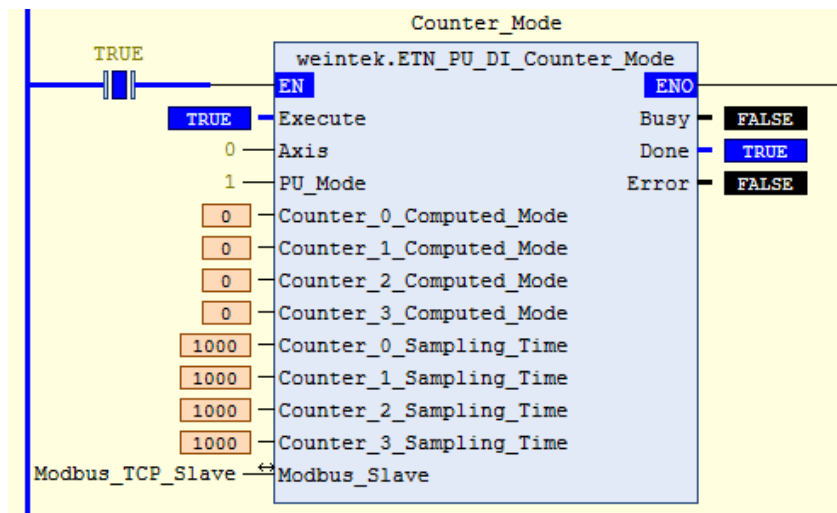 Counter_Mode
TRUE
weintek.ETN_PU_DI_Counter_Mode
EN ENO
TRUE Execute Busy FALSE
0 Axis Done TRUE
1 PU_Mode Error FALSE
0 Counter_0_Computed_Mode
0 Counter_1_Computed_Mode
0 Counter_2_Computed_Mode
0 Counter_3_Computed_Mode
1000 Counter_0_Sampling_Time
1000 Counter_1_Sampling_Time
1000 Counter_2_Sampling_Time
1000 Counter_3_Sampling_Time
Modbus_TCP_Slave Modbus_Slave